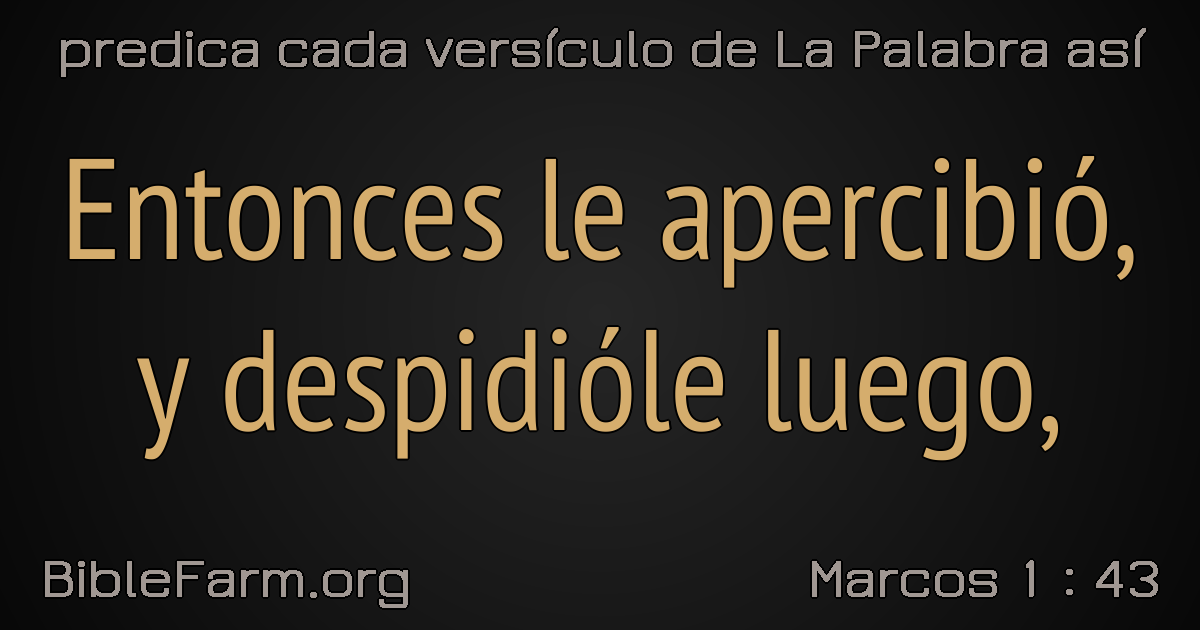 predica cada versículo de La Palabra así
Entonces le apercibió,
y despidióle luego,
BibleFarm.org
Marcos 1 : 43